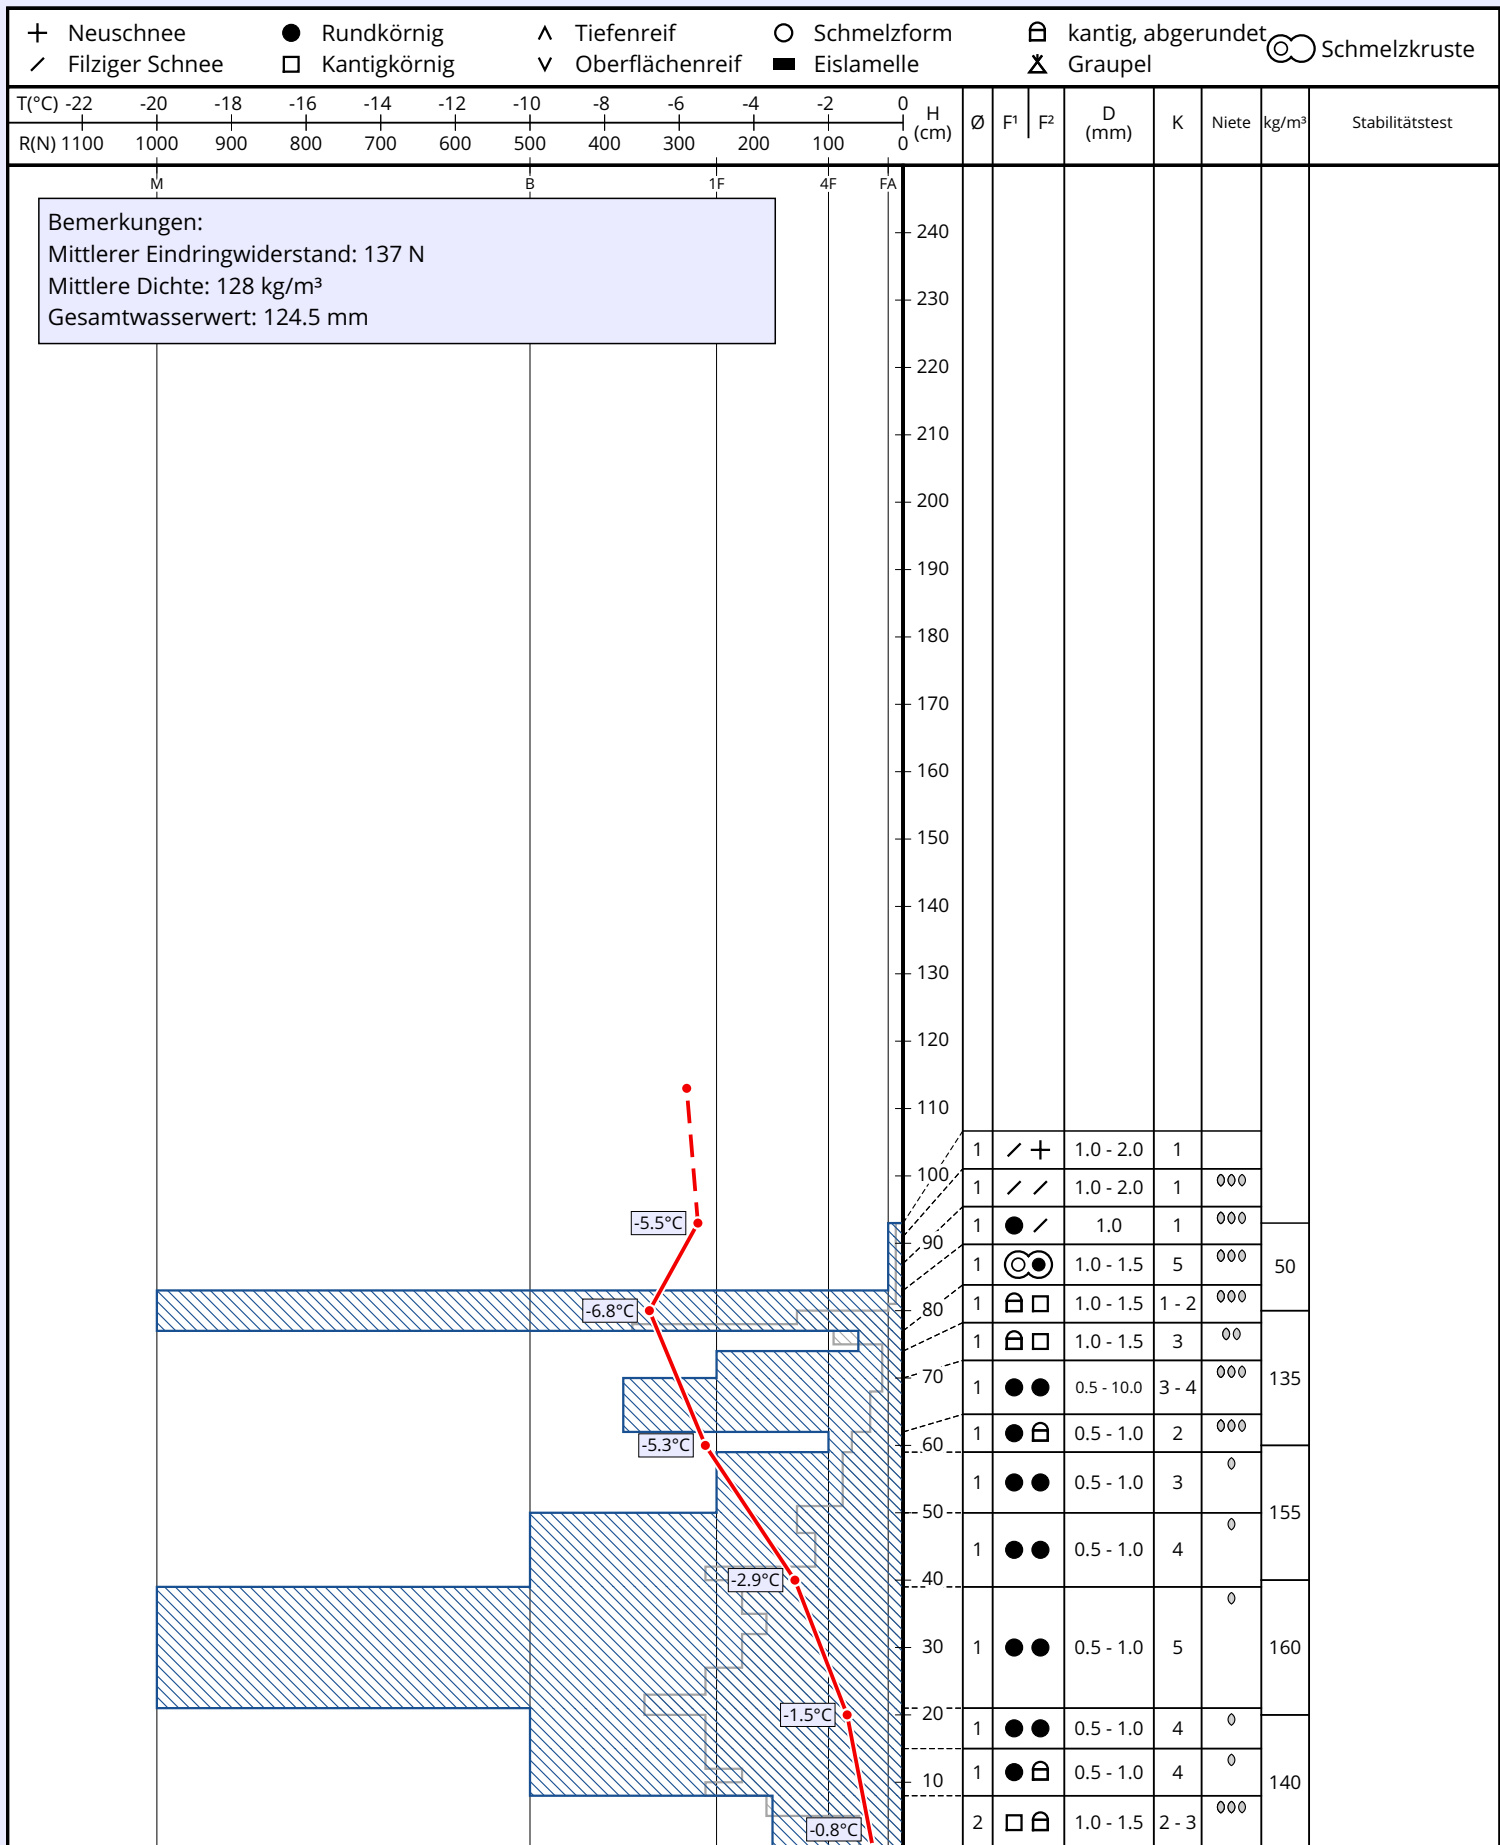 Neuschnee Rundkörnig Tiefenreif Schmelzform kantig, abgerundet Schmelzkruste
Filziger Schnee Kantigkörnig Oberflächenreif Eislamelle Graupel
T(°C) -22 -20 -18 -16 -14 -12 -10 -8 -6 -4 -2 0
R(N) 1100 1000 900 800 700 600 500 400 300 200 100 0
H (cm) Ø F¹ F² D (mm) K Niete kg/m³ Stabilitätstest
M B 1F 4F FA
Bemerkungen:
Mittlerer Eindringwiderstand: 137 N
Mittlere Dichte: 128 kg/m³
Gesamtwasserwert: 124.5 mm
240
230
220
210
200
190
180
170
160
150
140
130
120
110
1 1.0 - 2.0 1
100
1 1.0 - 2.0 1
-5.5°C 1 1.0 1
90
1 1.0 - 1.5 5 50
-6.8°C 80 1 1.0 - 1.5 1 - 2
1 1.0 - 1.5 3
70 135
1 0.5 - 10.0 3 - 4
1 0.5 - 1.0 2
-5.3°C 60
1 0.5 - 1.0 3
50 155
1 0.5 - 1.0 4
-2.9°C 40
30 1 0.5 - 1.0 5 160
-1.5°C 20
1 0.5 - 1.0 4
1 0.5 - 1.0 4
10 140
2 1.0 - 1.5 2 - 3
-0.8°C